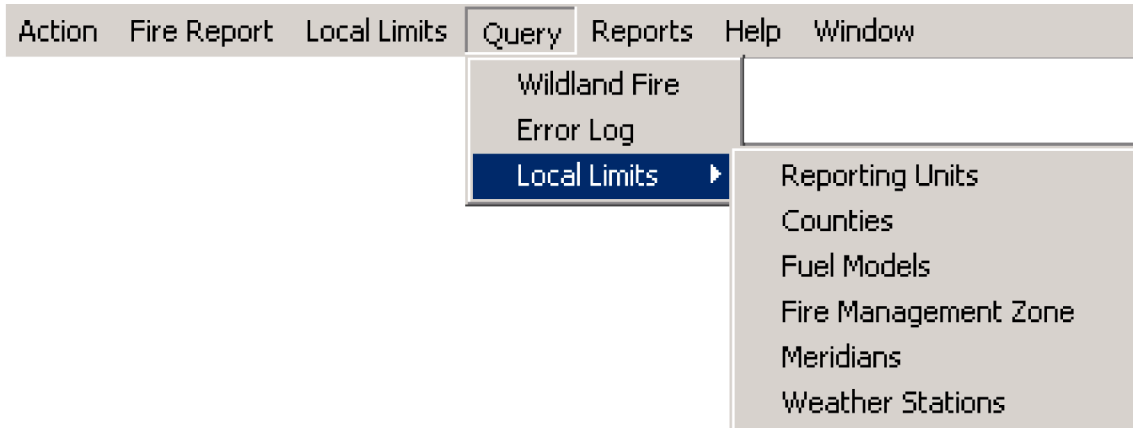 Action Fire Report Local Limits Query Reports Help Window
Wildland Fire
Error Log
Local Limits
Reporting Units
Counties
Fuel Models
Fire Management Zone
Meridians
Weather Stations